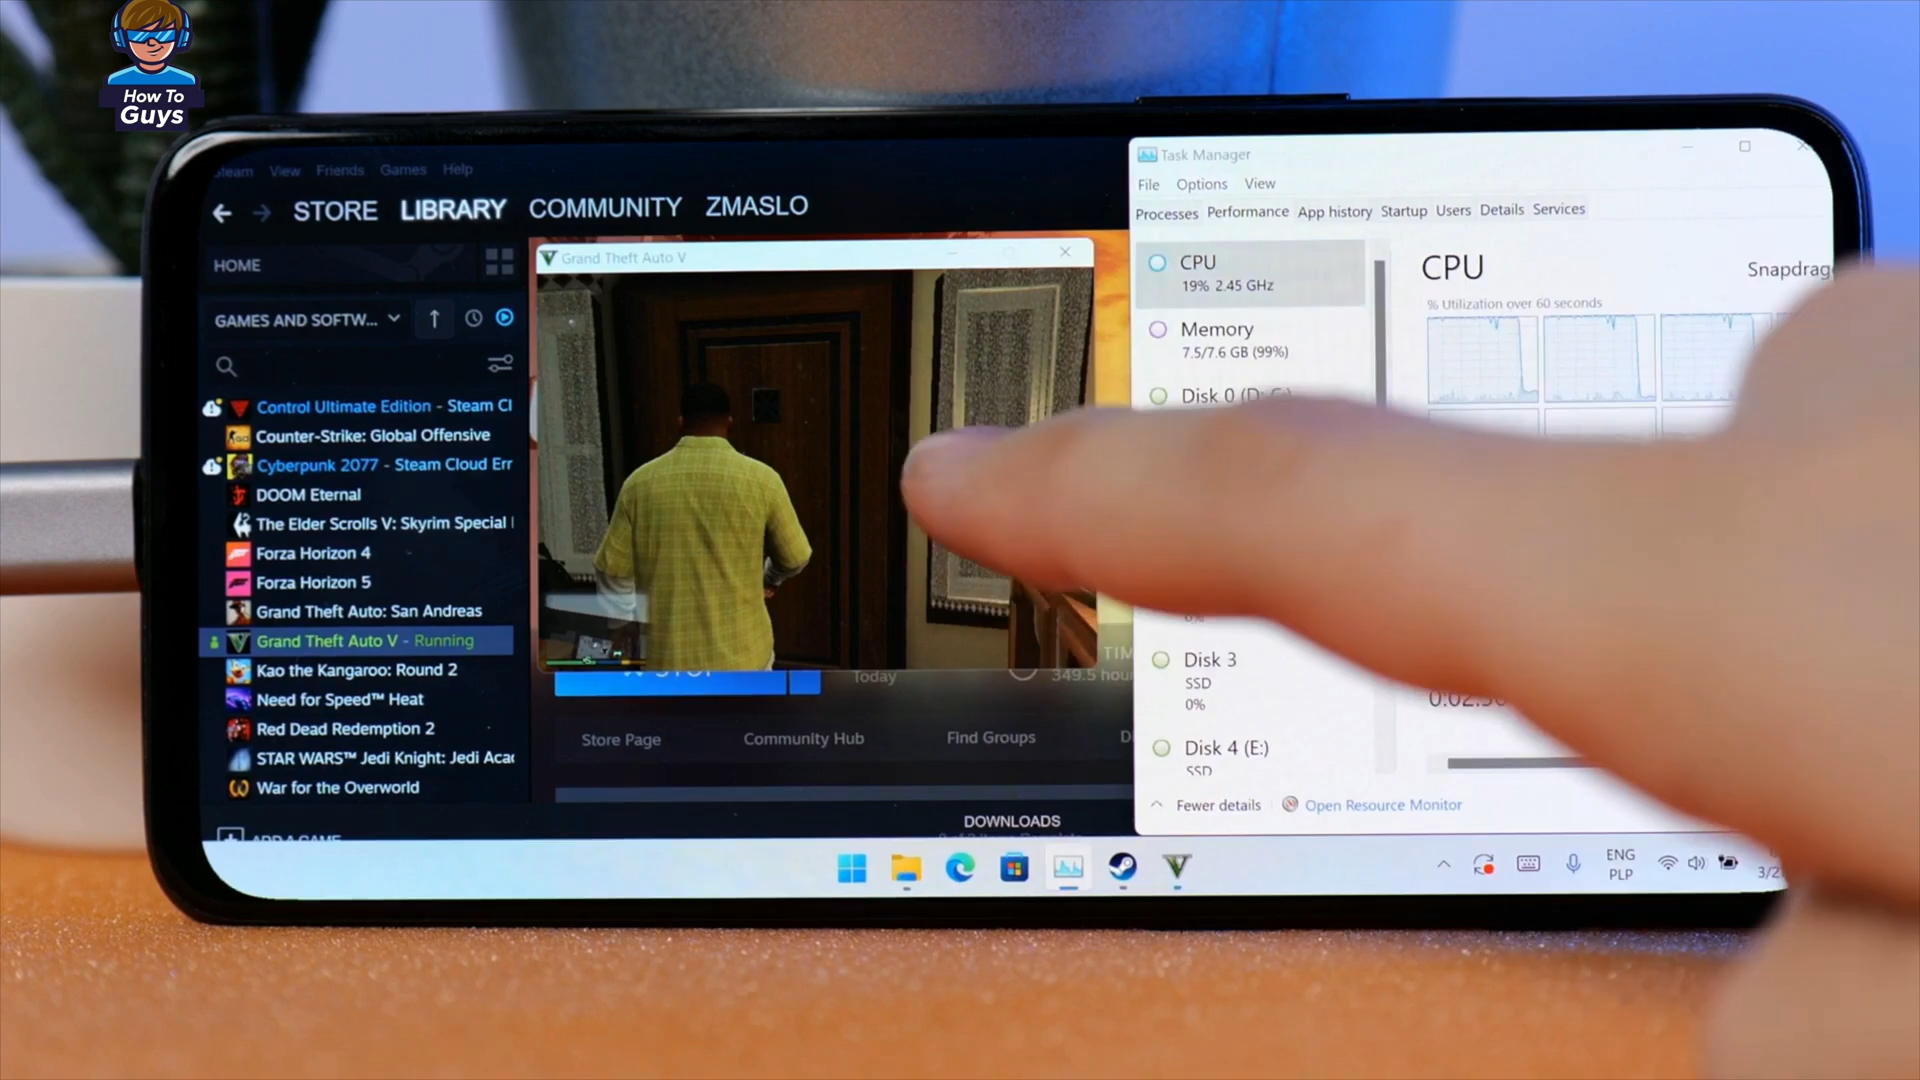 How To
Guys
View Friends Games Help
STORE LIBRARY COMMUNITY ZMASLO
HOME
GAMES AND SOFTW...
Control Ultimate Edition - Steam Cl
Counter-Strike: Global Offensive
Cyberpunk 2077 - Steam Cloud Err
DOOM Eternal
The Elder Scrolls V: Skyrim Special
Forza Horizon 4
Forza Horizon 5
Grand Theft Auto: San Andreas
Grand Theft Auto V - Running
Kao the Kangaroo: Round 2
Need for Speed™ Heat
Red Dead Redemption 2
STAR WARS™ Jedi Knight: Jedi Aca
War for the Overworld
Grand Theft Auto V
Today
349.5 hou
Store Page Community Hub Find Groups
DOWNLOADS
Task Manager
File Options View
Processes Performance App history Startup Users Details Services
CPU
19% 2.45 GHz
Memory
7.5/7.6 GB (99%)
Disk 0
Disk 3
SSD
0%
Disk 4 (E:)
SSD
CPU
Snapdrag
% Utilization over 60 seconds
Fewer details Open Resource Monitor
ENG
PLP